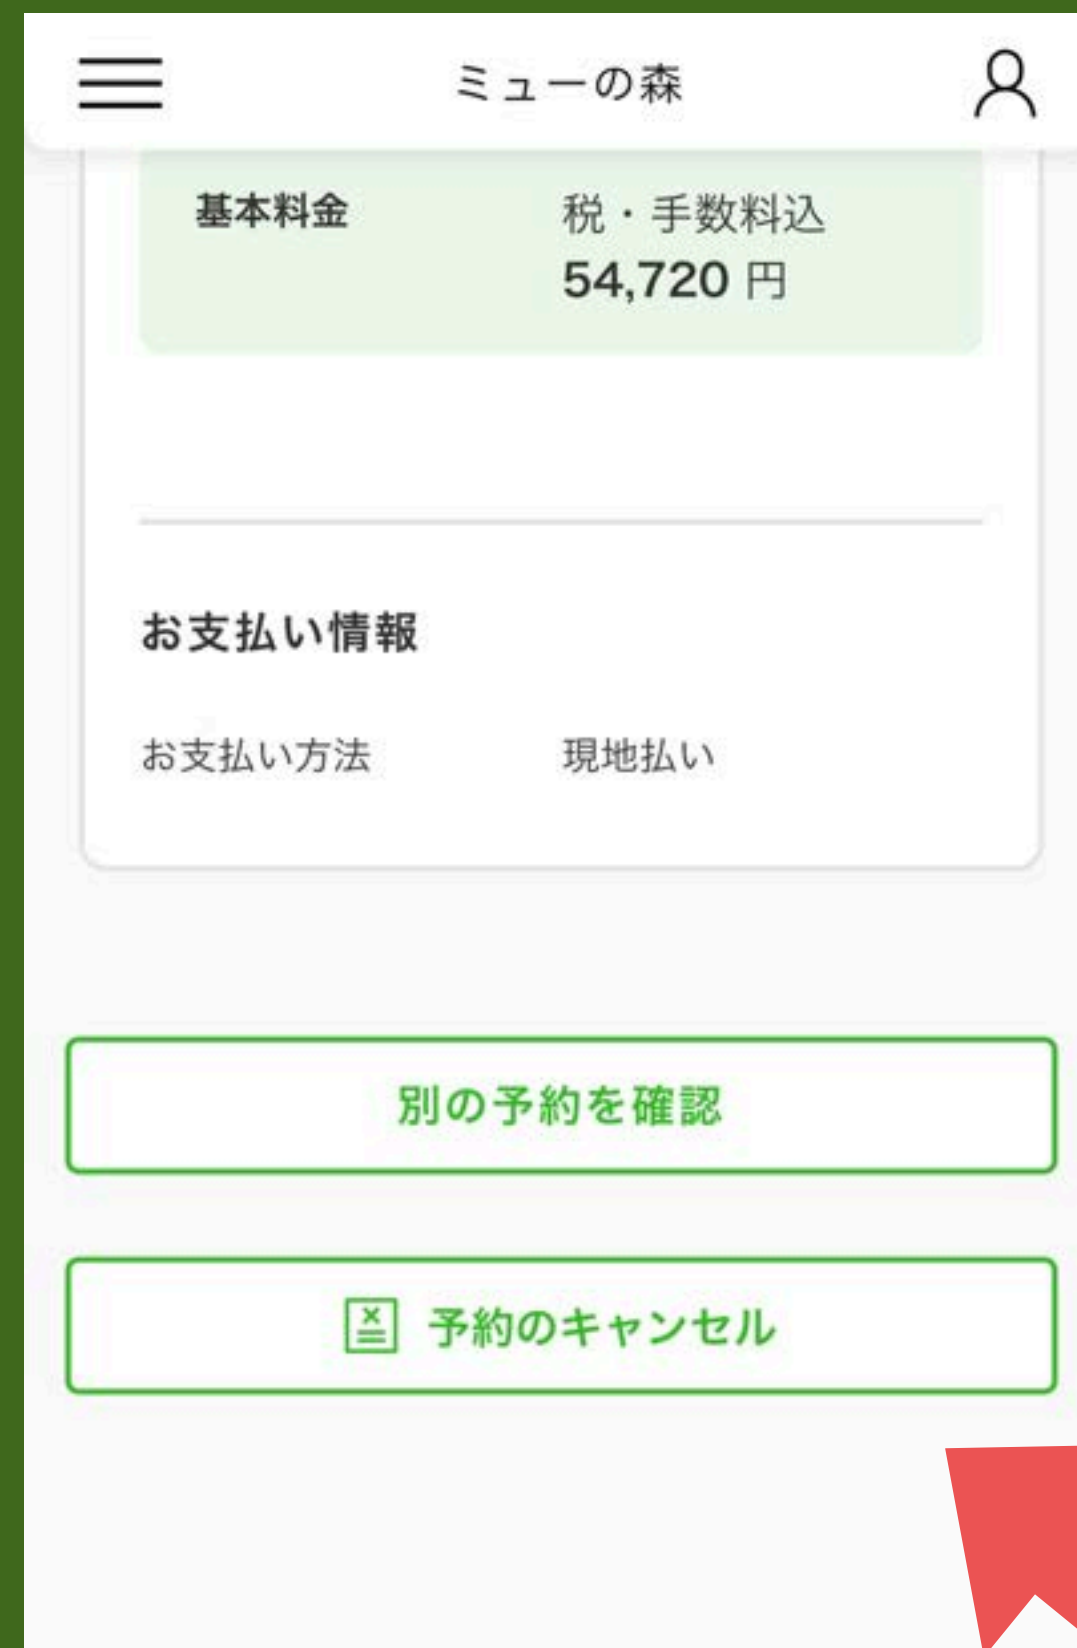 ミューの森
基本料金
税・手数料込
54,720 円
お支払い情報
お支払い方法
現地払い
別の予約を確認
予約のキャンセル